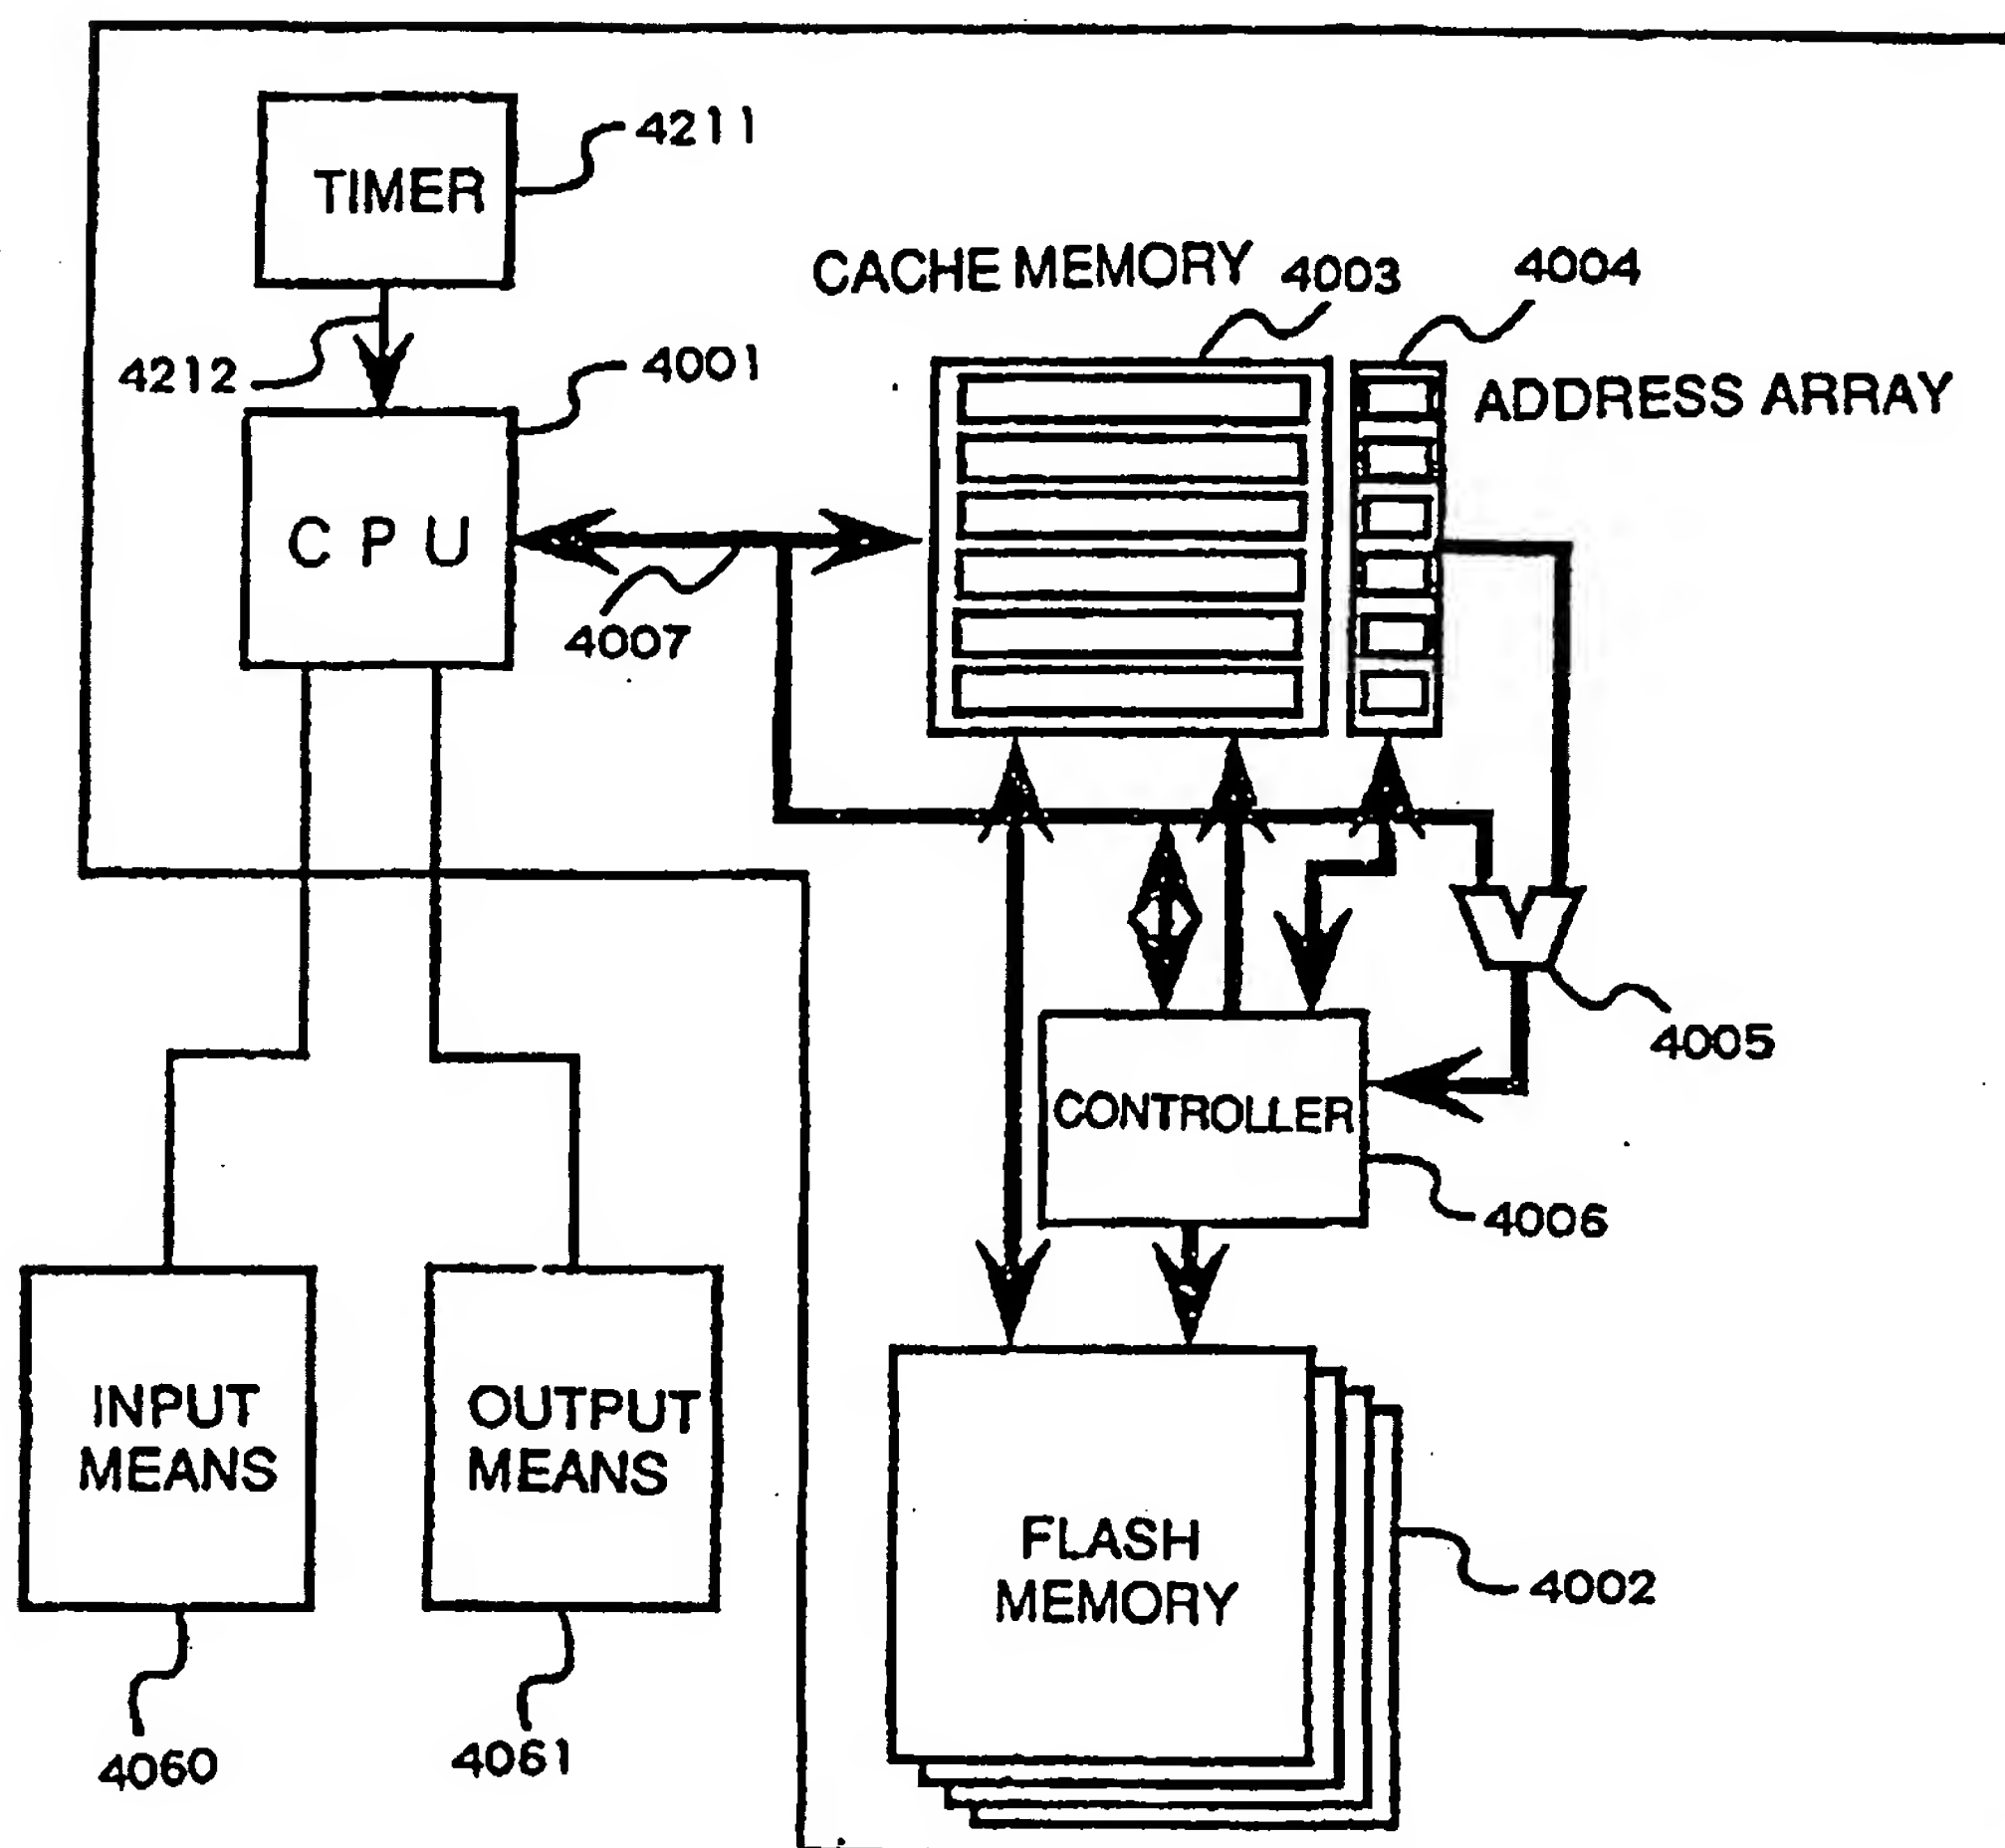 4211
TIMER
CACHE MEMORY 4003
4004
4212
4001
ADDRESS ARRAY
CPU
4007
4005
CONTROLLER
4006
INPUT
MEANS
OUTPUT
MEANS
FLASH
MEMORY
4002
4060
4061